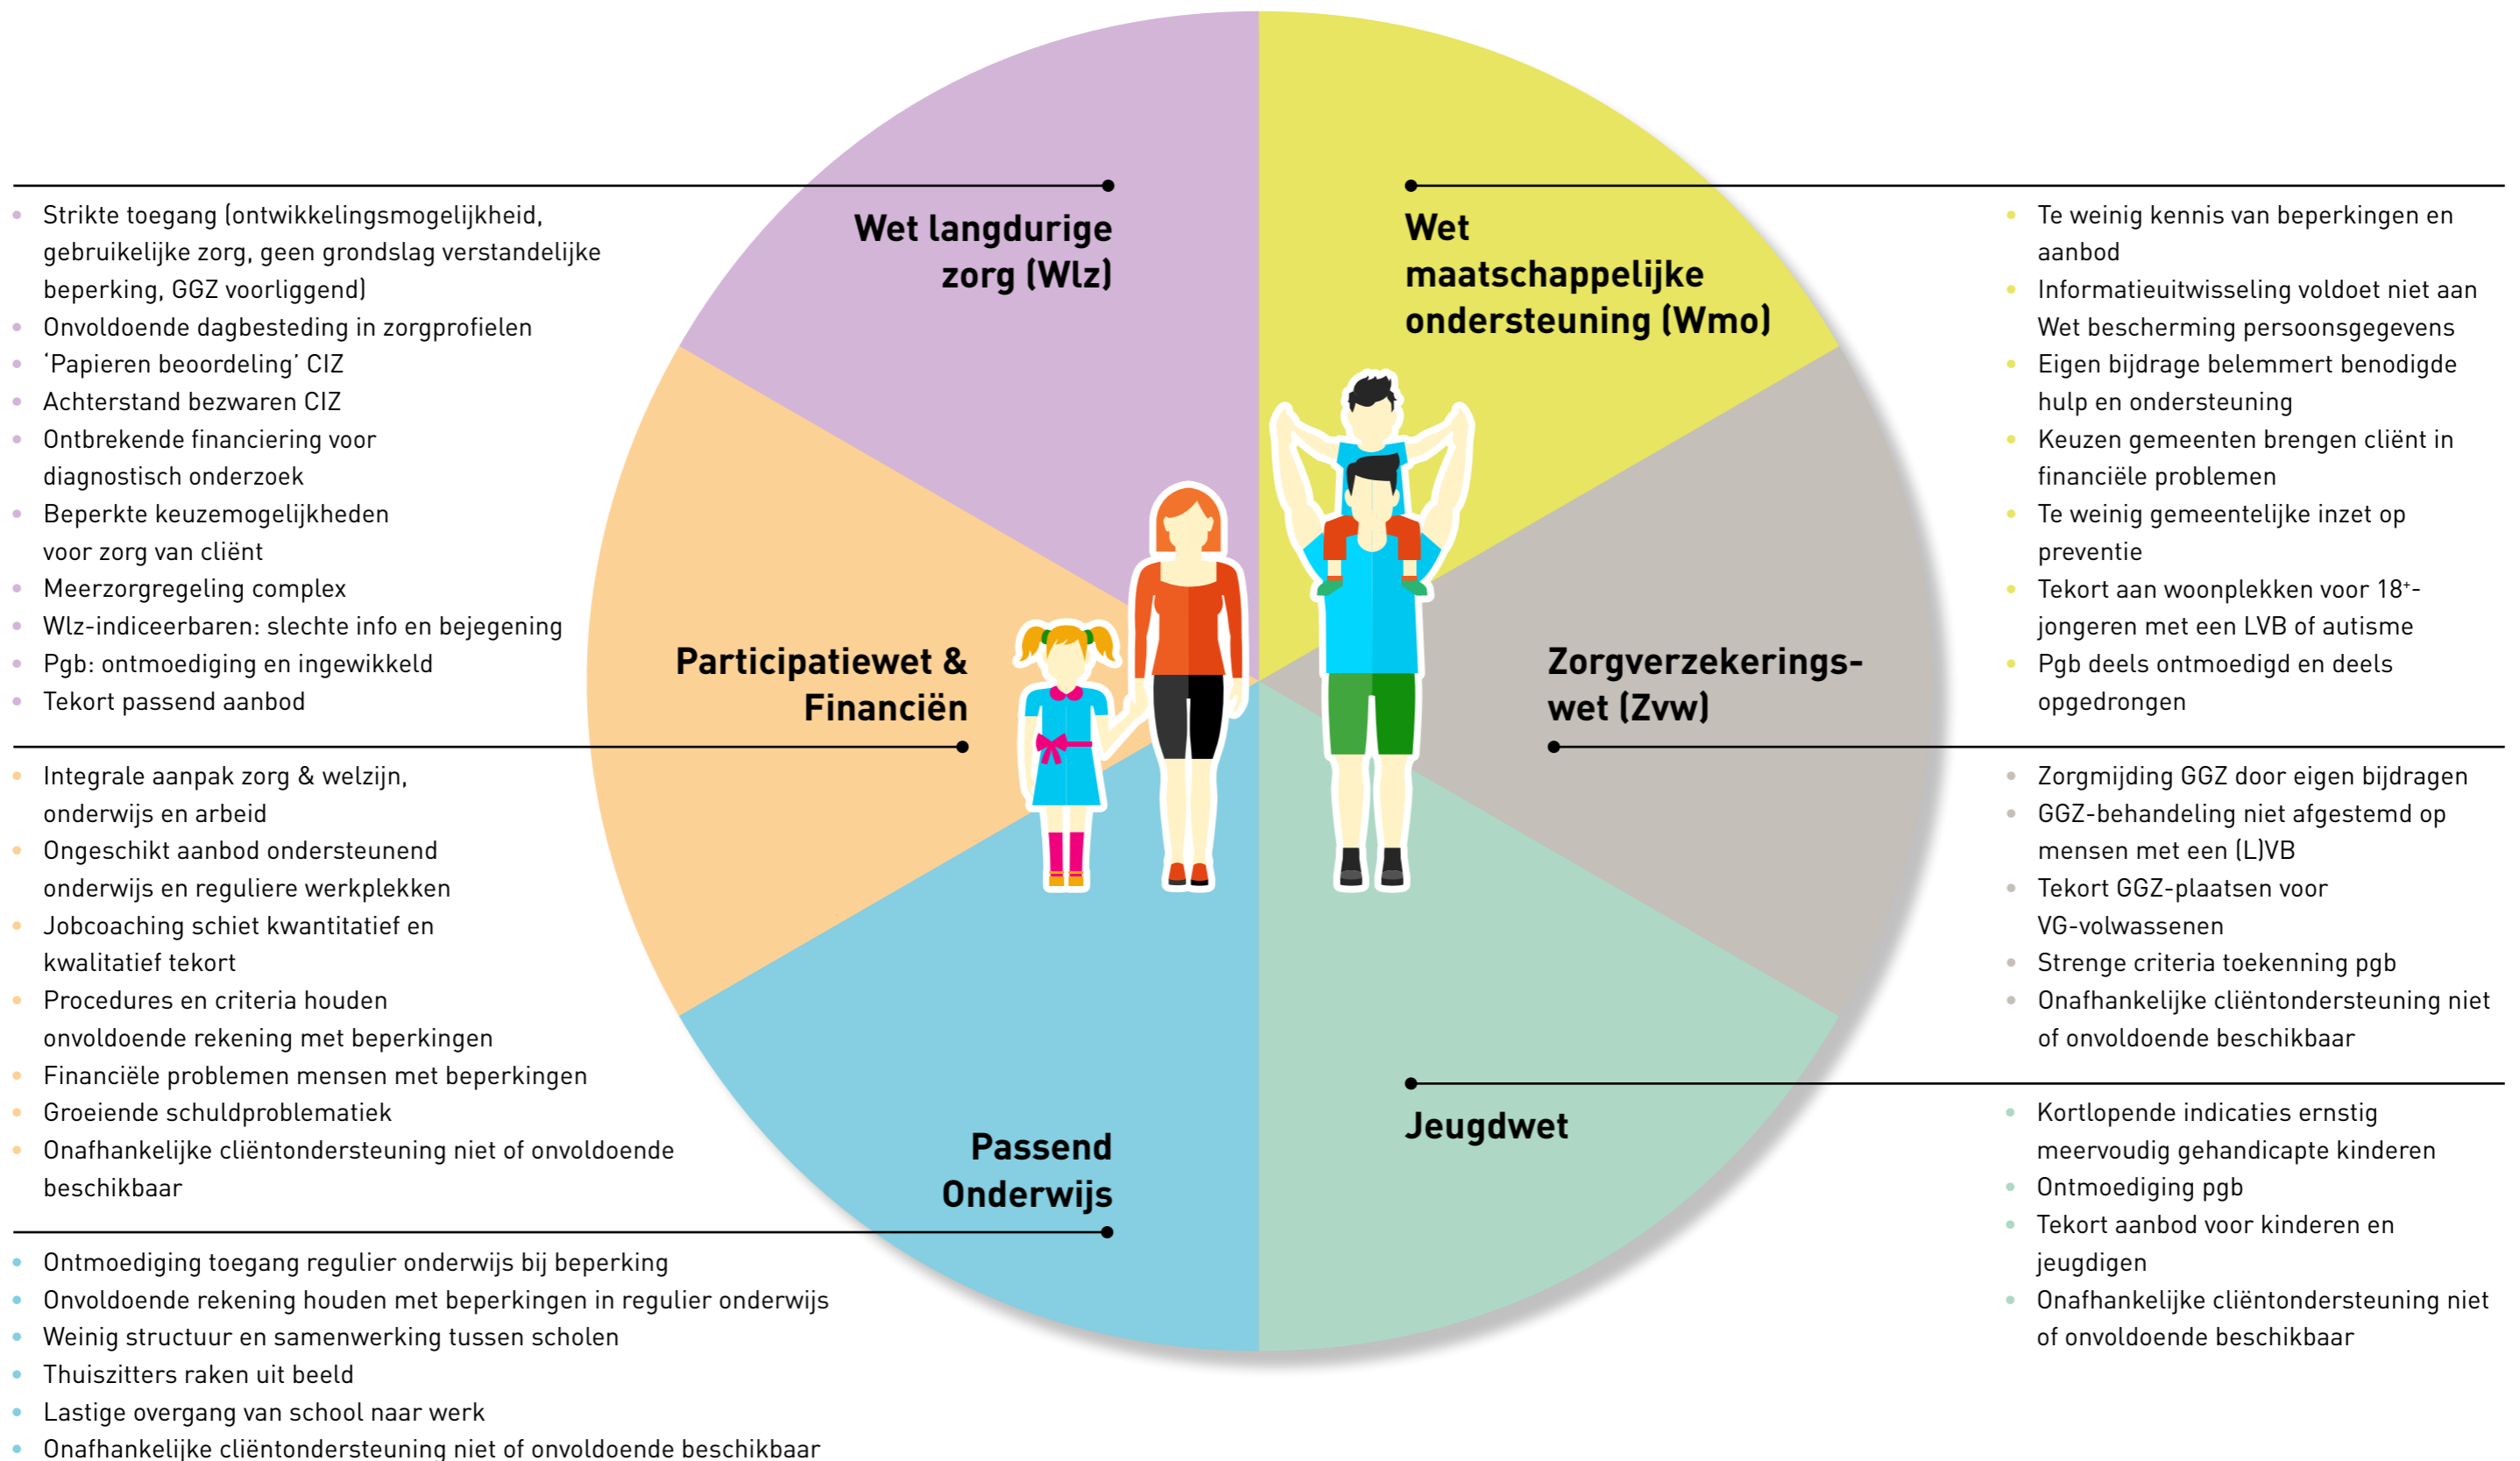 Wet langdurige
zorg (Wlz)
Strikte toegang (ontwikkelingsmogelijkheid,
gebruikelijke zorg, geen grondslag verstandelijke
beperking, GGZ voorliggend)
Onvoldoende dagbesteding in zorgprofielen
‘Papieren beoordeling’ CIZ
Achterstand bezwaren CIZ
Ontbrekende financiering voor
diagnostisch onderzoek
Beperkte keuzemogelijkheden
voor zorg van cliënt
Meerzorgregeling complex
Wlz-indiceerbaren: slechte info en bejegening
Pgb: ontmoediging en ingewikkeld
Tekort passend aanbod
Participatiewet &
Financiën
Integrale aanpak zorg & welzijn,
onderwijs en arbeid
Ongeschikt aanbod ondersteunend
onderwijs en reguliere werkplekken
Jobcoaching schiet kwantitatief en
kwalitatief tekort
Procedures en criteria houden
onvoldoende rekening met beperkingen
Financiële problemen mensen met beperkingen
Groeiende schuldproblematiek
Onafhankelijke cliëntondersteuning niet of onvoldoende
beschikbaar
Passend
Onderwijs
Ontmoediging toegang regulier onderwijs bij beperking
Onvoldoende rekening houden met beperkingen in regulier onderwijs
Weinig structuur en samenwerking tussen scholen
Thuiszitters raken uit beeld
Lastige overgang van school naar werk
Onafhankelijke cliëntondersteuning niet of onvoldoende beschikbaar
Wet
maatschappelijke
ondersteuning (Wmo)
Te weinig kennis van beperkingen en
aanbod
Informatieuitwisseling voldoet niet aan
Wet bescherming persoonsgegevens
Eigen bijdrage belemmert benodigde
hulp en ondersteuning
Keuzen gemeenten brengen cliënt in
financiële problemen
Te weinig gemeentelijke inzet op
preventie
Tekort aan woonplekken voor 18⁺-
jongeren met een LVB of autisme
Pgb deels ontmoedigd en deels
opgedrongen
Zorgverzekerings-
wet (Zvw)
Zorgmijding GGZ door eigen bijdragen
GGZ-behandeling niet afgestemd op
mensen met een (L)VB
Tekort GGZ-plaatsen voor
VG-volwassenen
Strenge criteria toekenning pgb
Onafhankelijke cliëntondersteuning niet
of onvoldoende beschikbaar
Jeugdwet
Kortlopende indicaties ernstig
meervoudig gehandicapte kinderen
Ontmoediging pgb
Tekort aanbod voor kinderen en
jeugdigen
Onafhankelijke cliëntondersteuning niet
of onvoldoende beschikbaar